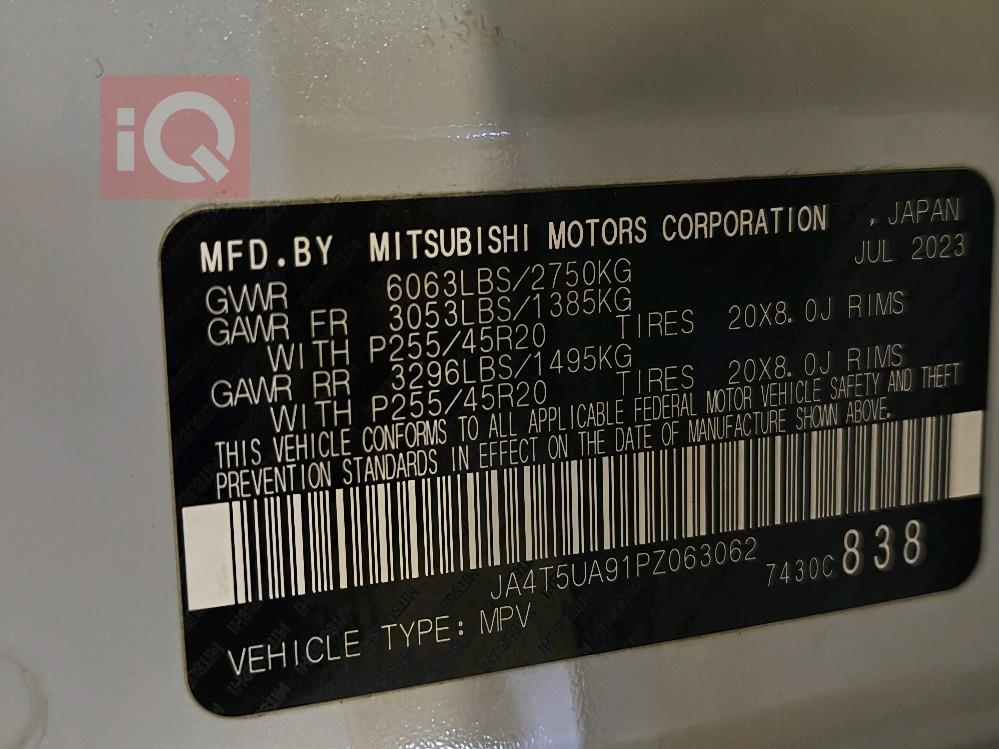 iQ
MFD.BY MITSUBISHI MOTORS CORPORATION , JAPAN
JUL 2023
GVWR 6063LBS/2750KG
GAWR FR 3053LBS/1385KG
WITH P255/45R20 TIRES 20X8.0J RIMS
GAWR RR 3296LBS/1495KG
WITH P255/45R20 TIRES 20X8.0J RIMS
THIS VEHICLE CONFORMS TO ALL APPLICABLE FEDERAL MOTOR VEHICLE SAFETY AND THEFT
PREVENTION STANDARDS IN EFFECT ON THE DATE OF MANUFACTURE SHOWN ABOVE.
JA4T5UA91PZ063062
7430C 838
VEHICLE TYPE: MPV